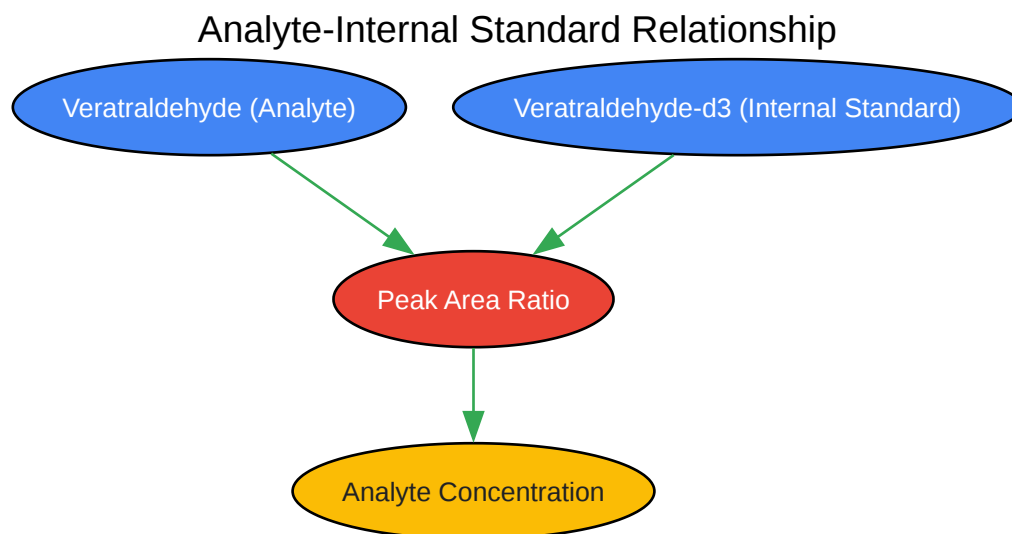 Analyte-Internal Standard Relationship
Veratraldehyde (Analyte)
Veratraldehyde-d3 (Internal Standard)
Peak Area Ratio
Analyte Concentration